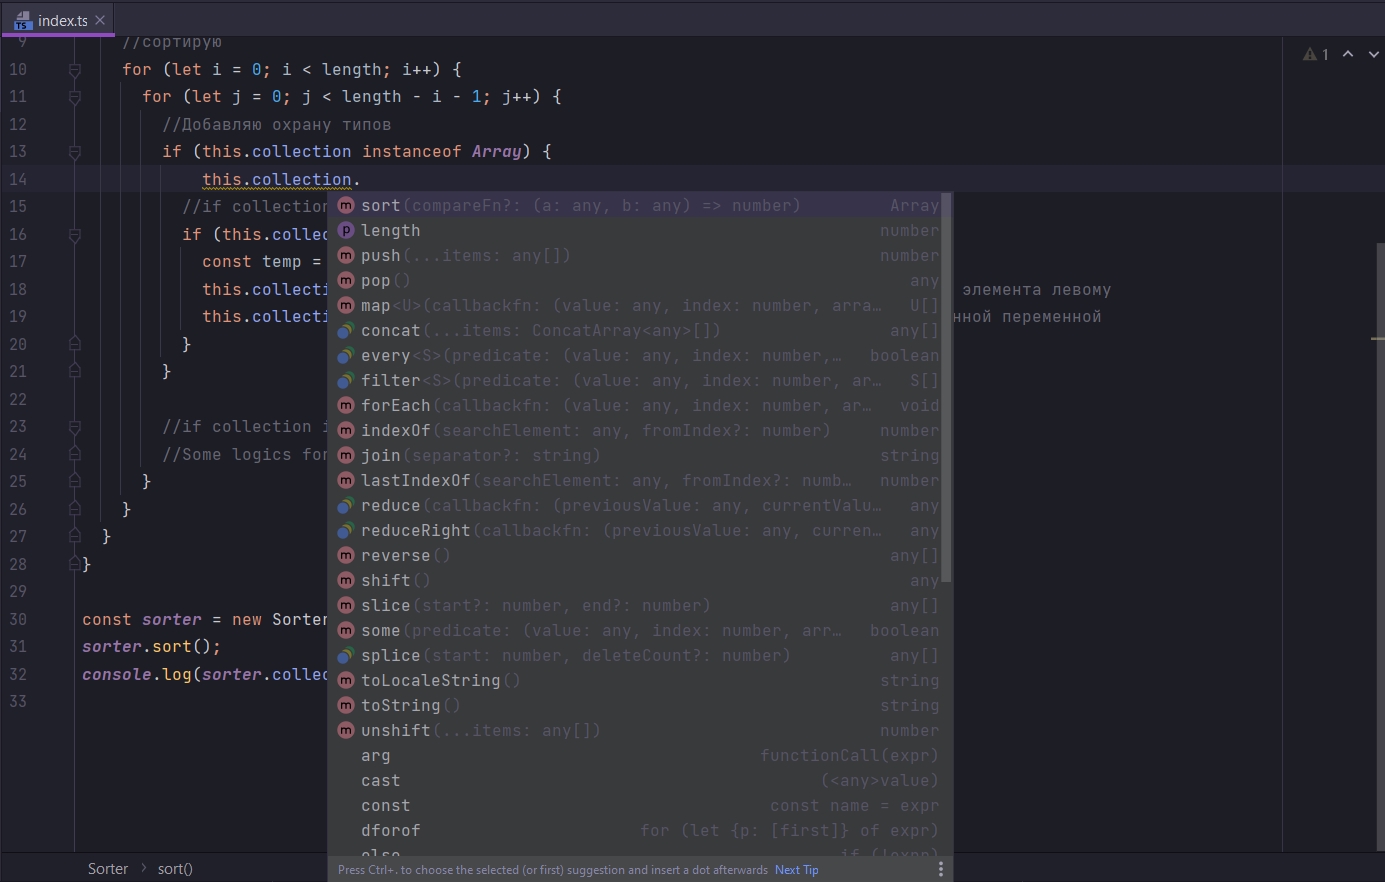 index.ts
1
9 //сортирую
10 for (let i = 0; i < length; i++) {
11 for (let j = 0; j < length - i - 1; j++) {
12 //Добавляю охрану типов
13 if (this.collection instanceof Array) {
14 this.collection.
15 //if collection
16 if (this.collec
17 const temp =
18 this.collecti элемента левому
19 this.collecti нной переменной
20 }
21 }
22
23 //if collection i
24 //Some logics for
25 }
26 }
27 }
28 }
29
30 const sorter = new Sorter
31 sorter.sort();
32 console.log(sorter.collec
33
sort(compareFn?: (a: any, b: any) => number) Array
length number
push(...items: any[]) number
pop() any
map<U>(callbackfn: (value: any, index: number, arra… U[]
concat(...items: ConcatArray<any>[]) any[]
every<S>(predicate: (value: any, index: number,… boolean
filter<S>(predicate: (value: any, index: number, ar… S[]
forEach(callbackfn: (value: any, index: number, ar… void
indexOf(searchElement: any, fromIndex?: number) number
join(separator?: string) string
lastIndexOf(searchElement: any, fromIndex?: numb… number
reduce(callbackfn: (previousValue: any, currentValu… any
reduceRight(callbackfn: (previousValue: any, curren… any
reverse() any[]
shift() any
slice(start?: number, end?: number) any[]
some(predicate: (value: any, index: number, arr… boolean
splice(start: number, deleteCount?: number) any[]
toLocaleString() string
toString() string
unshift(...items: any[]) number
arg functionCall(expr)
cast (<any>value)
const const name = expr
dforof for (let {p: [first]} of expr)
else if (!expr)
Press Ctrl+. to choose the selected (or first) suggestion and insert a dot afterwards Next Tip
Sorter > sort()